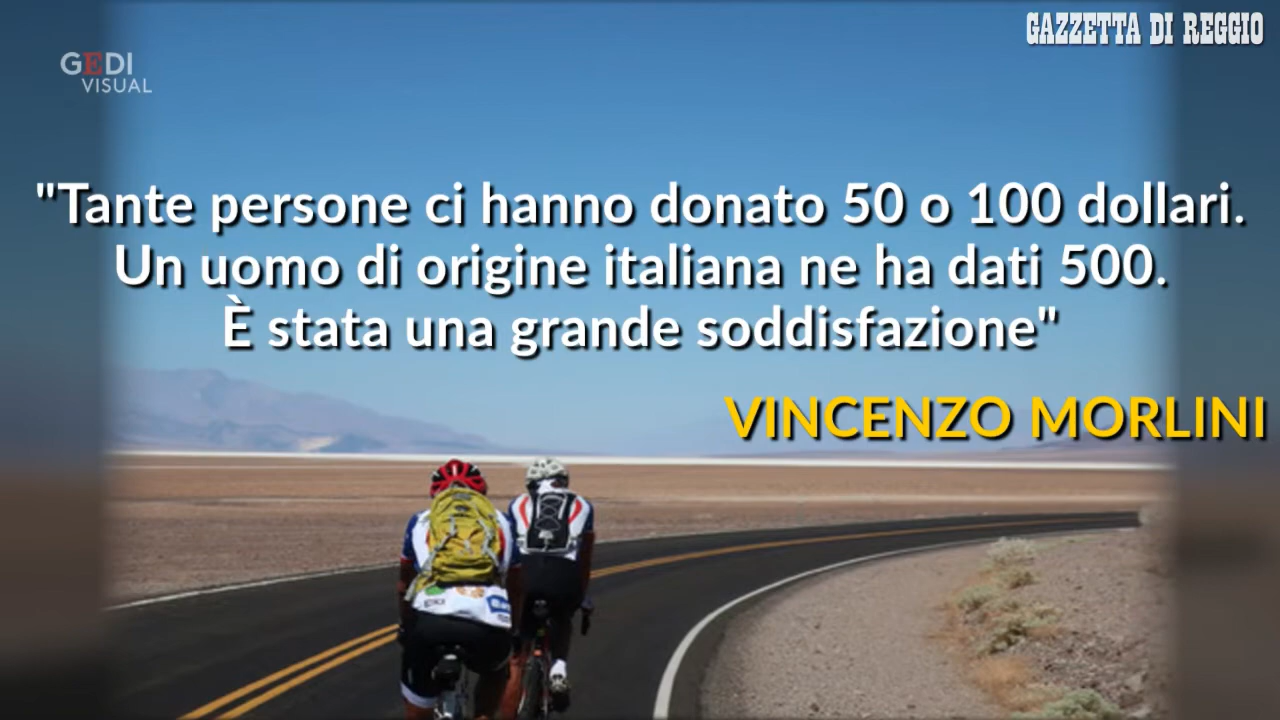 GAZZETTA DI REGGIO
GEDI
VISUAL
"Tante persone ci hanno donato 50 o 100 dollari.
Un uomo di origine italiana ne ha dati 500.
È stata una grande soddisfazione"
VINCENZO MORLINI